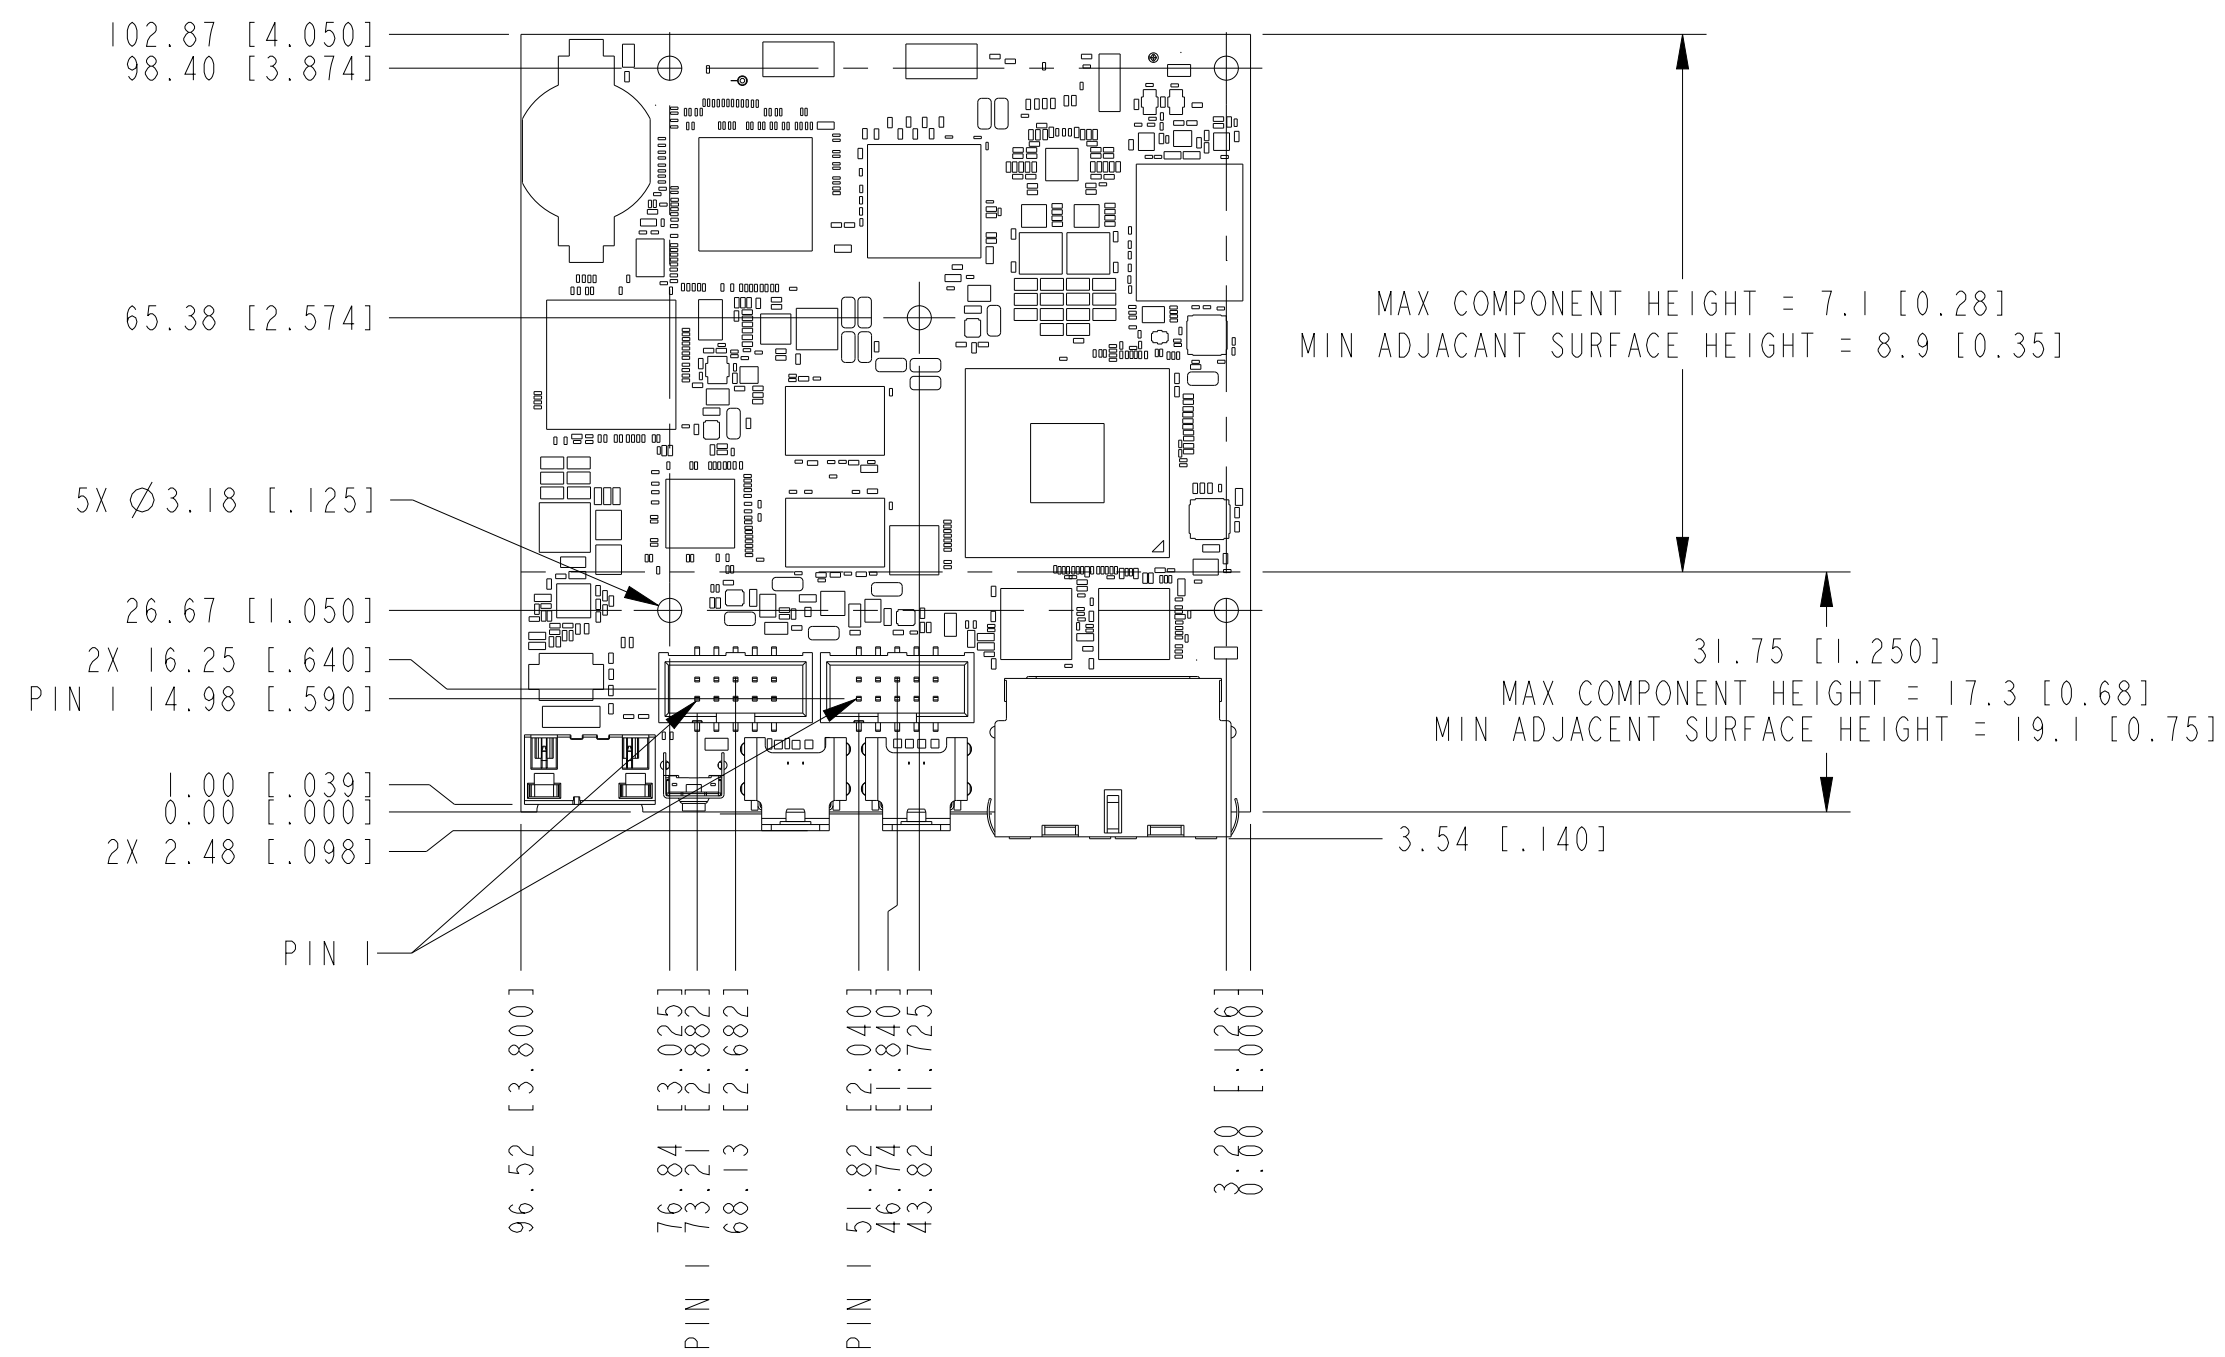 102.87 [4.050]
98.40 [3.874]
65.38 [2.574]
5X Ø3.18 [.125]
26.67 [1.050]
2X 16.25 [.640]
PIN 1 14.98 [.590]
1.00 [.039]
0.00 [.000]
2X 2.48 [.098]
PIN 1
MAX COMPONENT HEIGHT = 7.1 [0.28]
MIN ADJACANT SURFACE HEIGHT = 8.9 [0.35]
31.75 [1.250]
MAX COMPONENT HEIGHT = 17.3 [0.68]
MIN ADJACENT SURFACE HEIGHT = 19.1 [0.75]
3.54 [.140]
96.52 [3.800]
76.84 [3.025]
PIN 1 73.21 [2.882]
68.13 [2.682]
PIN 1 51.82 [2.040]
46.74 [1.840]
43.82 [1.725]
3.20 [.126]
0.00 [.000]